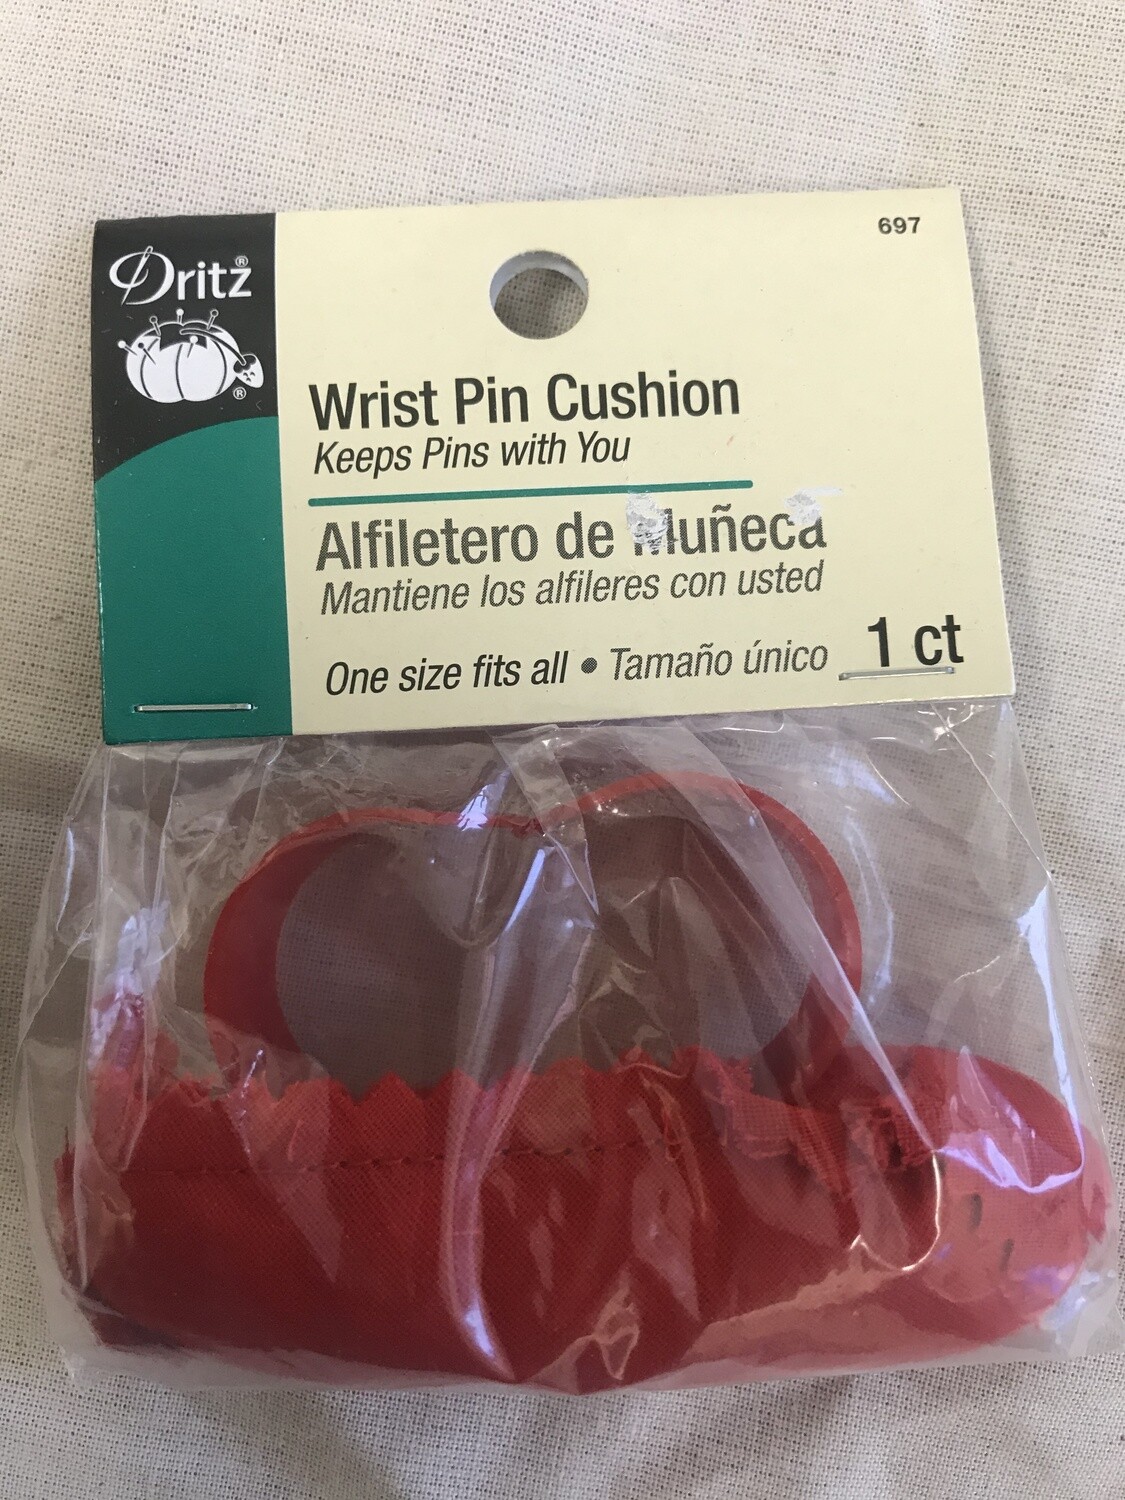 697
Dritz®
®
Wrist Pin Cushion
Keeps Pins with You
Alfiletero de Muñeca
Mantiene los alfileres con usted
One size fits all • Tamaño único
1 ct